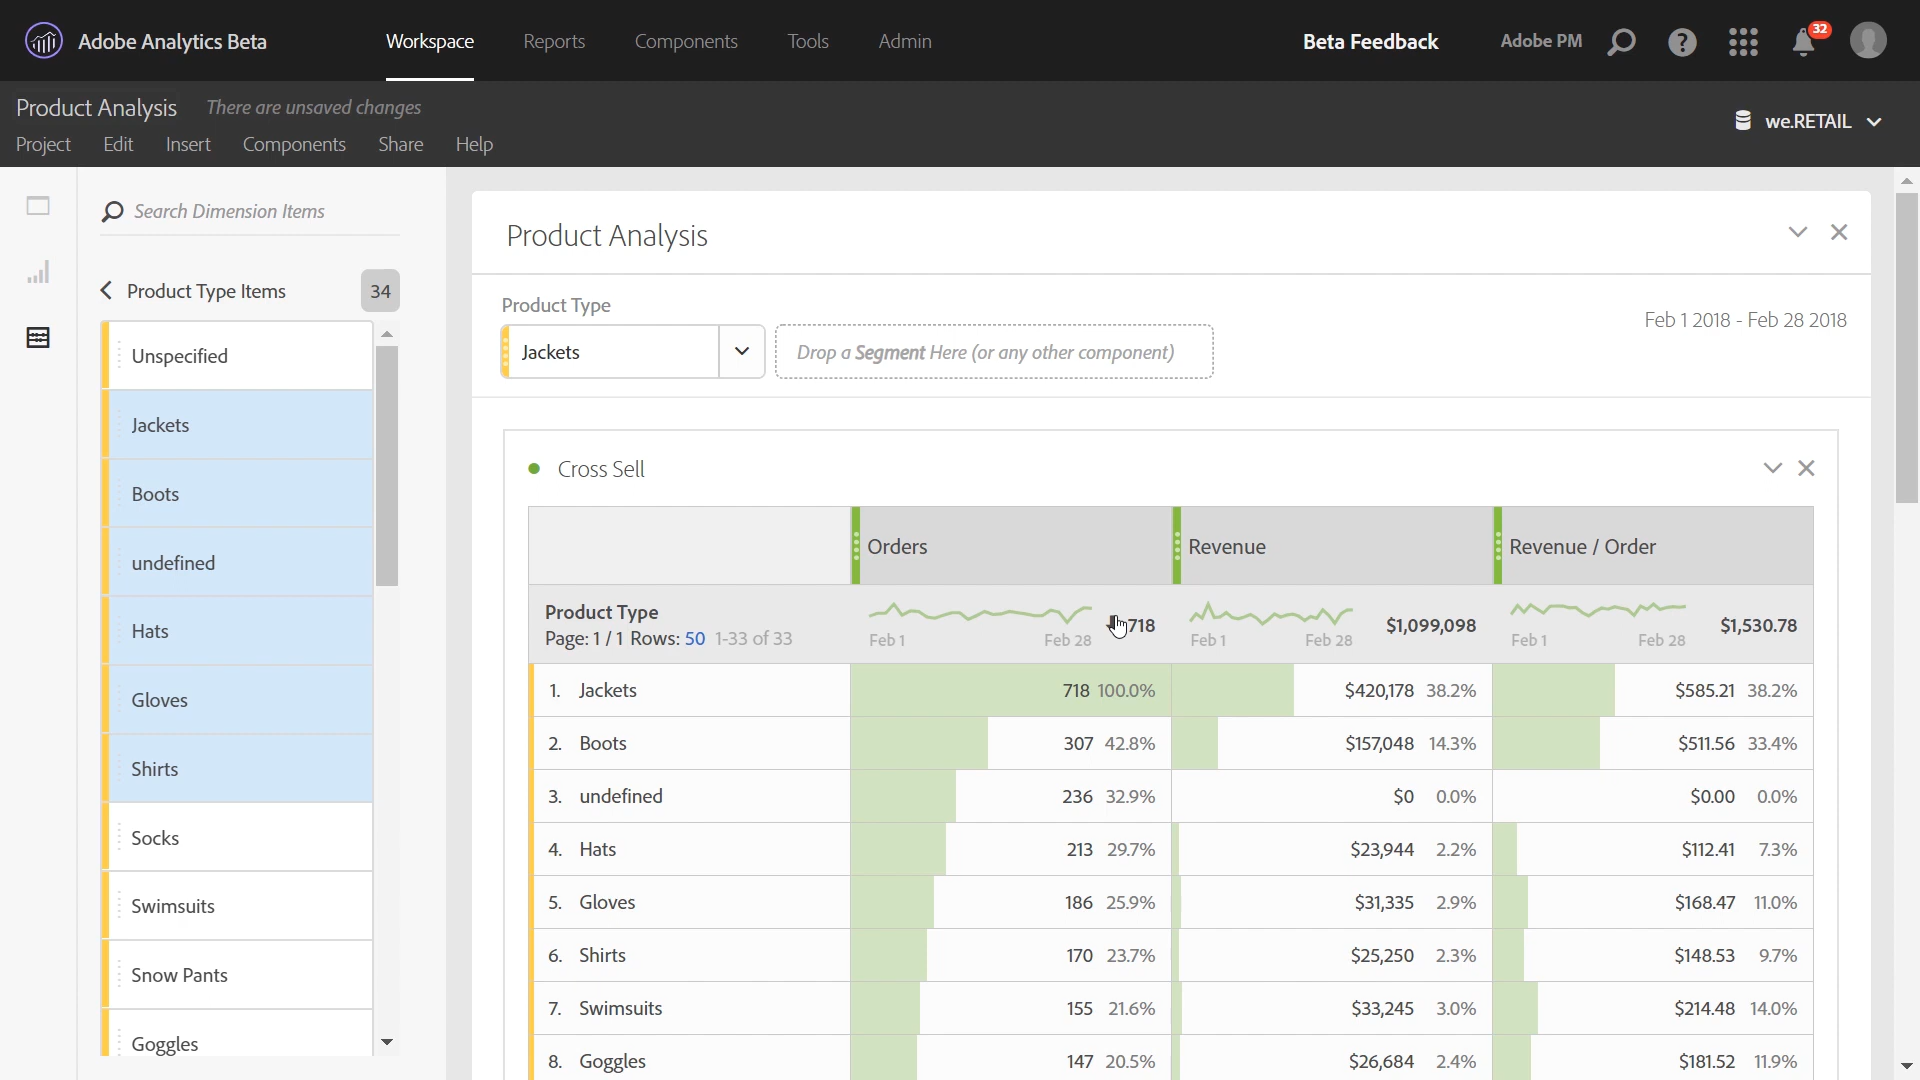 Adobe Analytics Beta
Workspace
Reports
Components
Tools
Admin
Beta Feedback
Adobe PM
32
Product Analysis
There are unsaved changes
Project
Edit
Insert
Components
Share
Help
we.RETAIL
Search Dimension Items
Product Type Items
34
Unspecified
Jackets
Boots
undefined
Hats
Gloves
Shirts
Socks
Swimsuits
Snow Pants
Goggles
Product Analysis
Product Type
Jackets
Drop a Segment Here (or any other component)
Feb 1 2018 - Feb 28 2018
Cross Sell
Orders Revenue Revenue / Order
Product Type
Page: 1 / 1 Rows: 50 1-33 of 33
Feb 1 Feb 28 718
Feb 1 Feb 28 $1,099,098
Feb 1 Feb 28 $1,530.78
1. Jackets 718 100.0% $420,178 38.2% $585.21 38.2%
2. Boots 307 42.8% $157,048 14.3% $511.56 33.4%
3. undefined 236 32.9% $0 0.0% $0.00 0.0%
4. Hats 213 29.7% $23,944 2.2% $112.41 7.3%
5. Gloves 186 25.9% $31,335 2.9% $168.47 11.0%
6. Shirts 170 23.7% $25,250 2.3% $148.53 9.7%
7. Swimsuits 155 21.6% $33,245 3.0% $214.48 14.0%
8. Goggles 147 20.5% $26,684 2.4% $181.52 11.9%